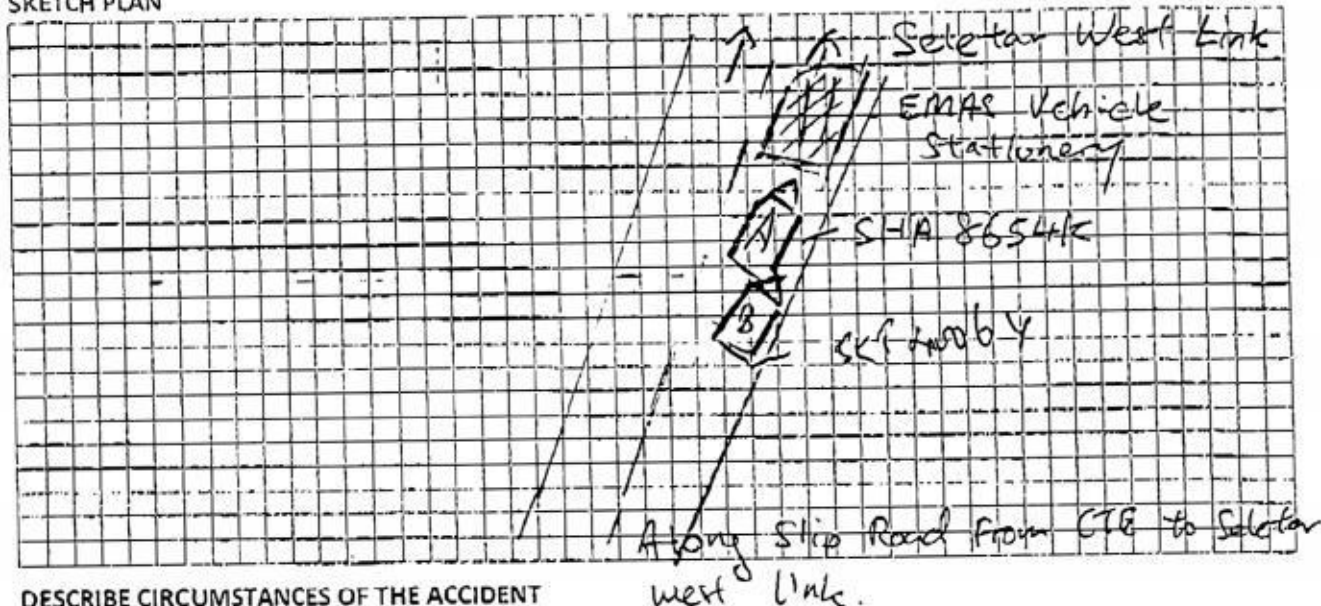 SKETCH PLAN
Seletar West Link
EMAS Vehicle
Stationery
A
SHA 8654K
B
Along Slip Road From CTE to Seletar
west link.
DESCRIBE CIRCUMSTANCES OF THE ACCIDENT